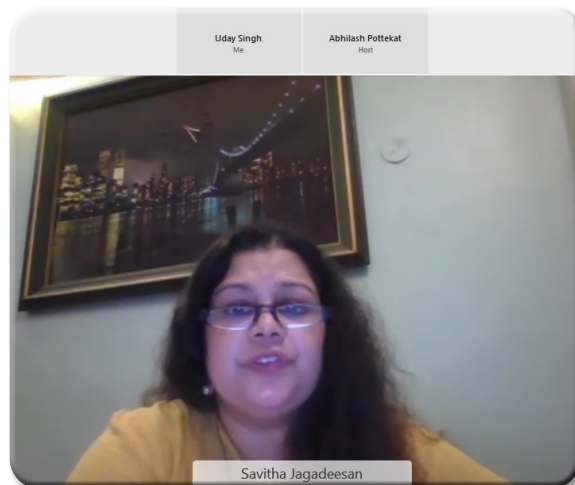 Uday Singh
Me
Abhilash Pottekat
Host
Savitha Jagadeesan